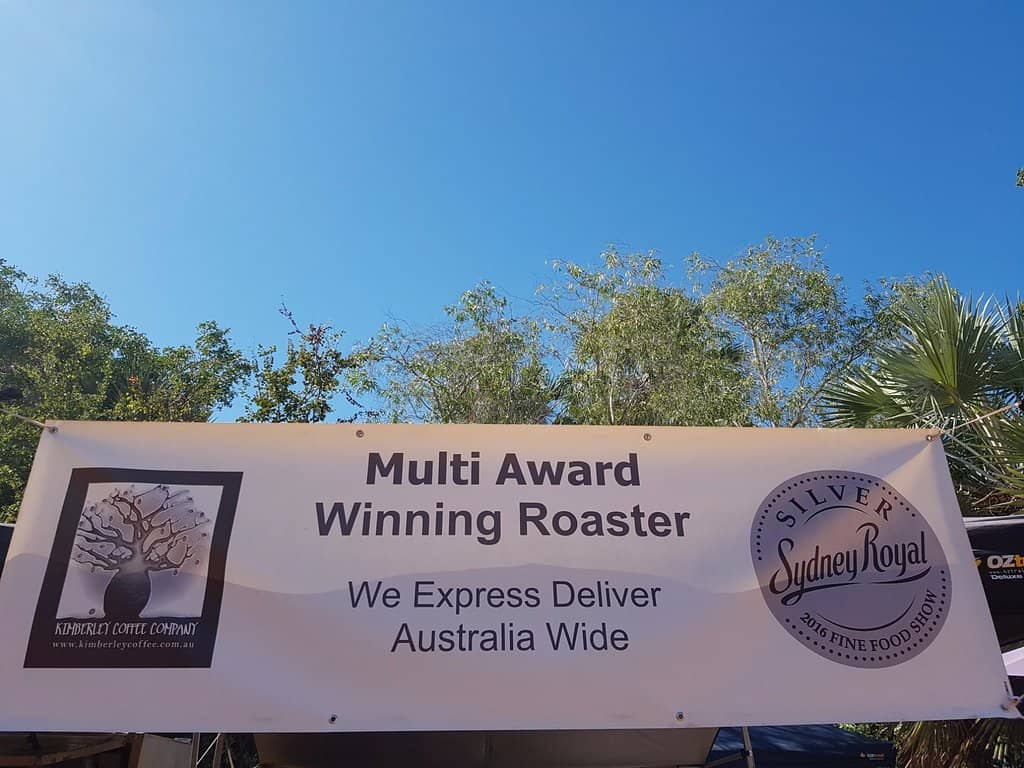 Multi Award
Winning Roaster
We Express Deliver
Australia Wide
KIMBERLEY COFFEE COMPANY
www.kimberleycoffee.com.au
SILVER
Sydney Royal
2016 FINE FOOD SHOW
Deluxe